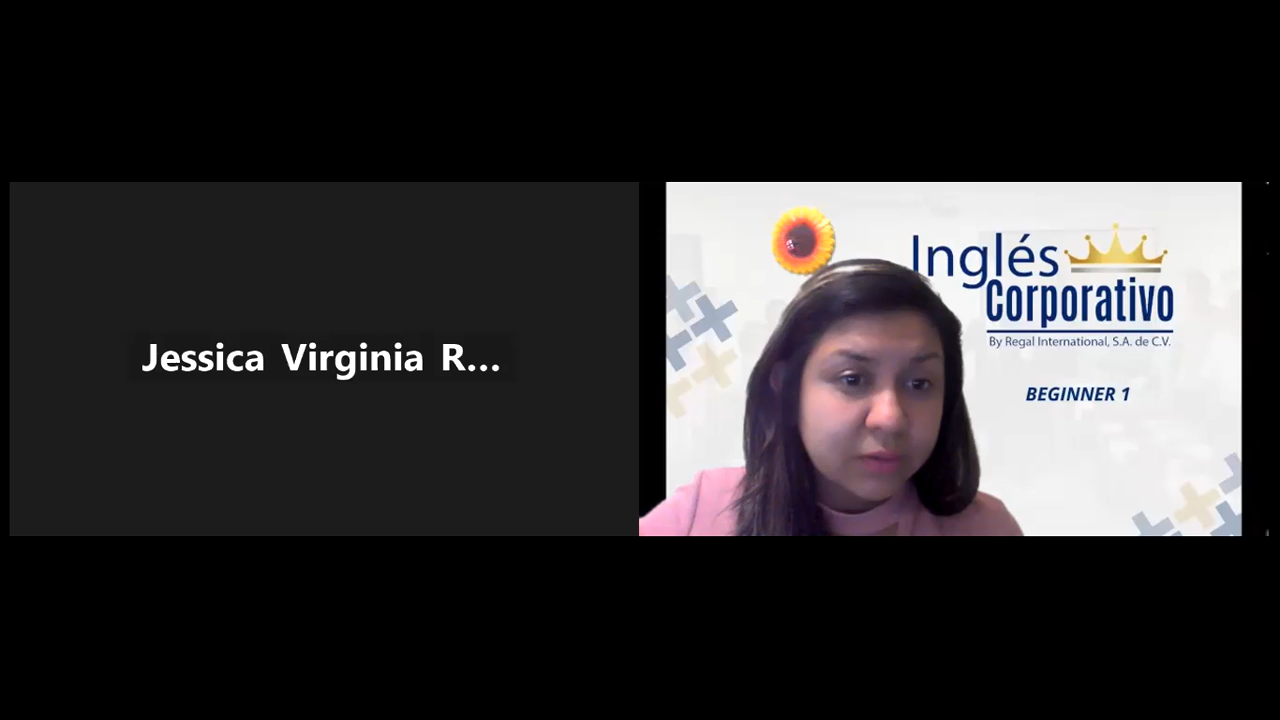 Jessica Virginia R...
Inglés
Corporativo
By Regal International, S.A. de C.V.
BEGINNER 1